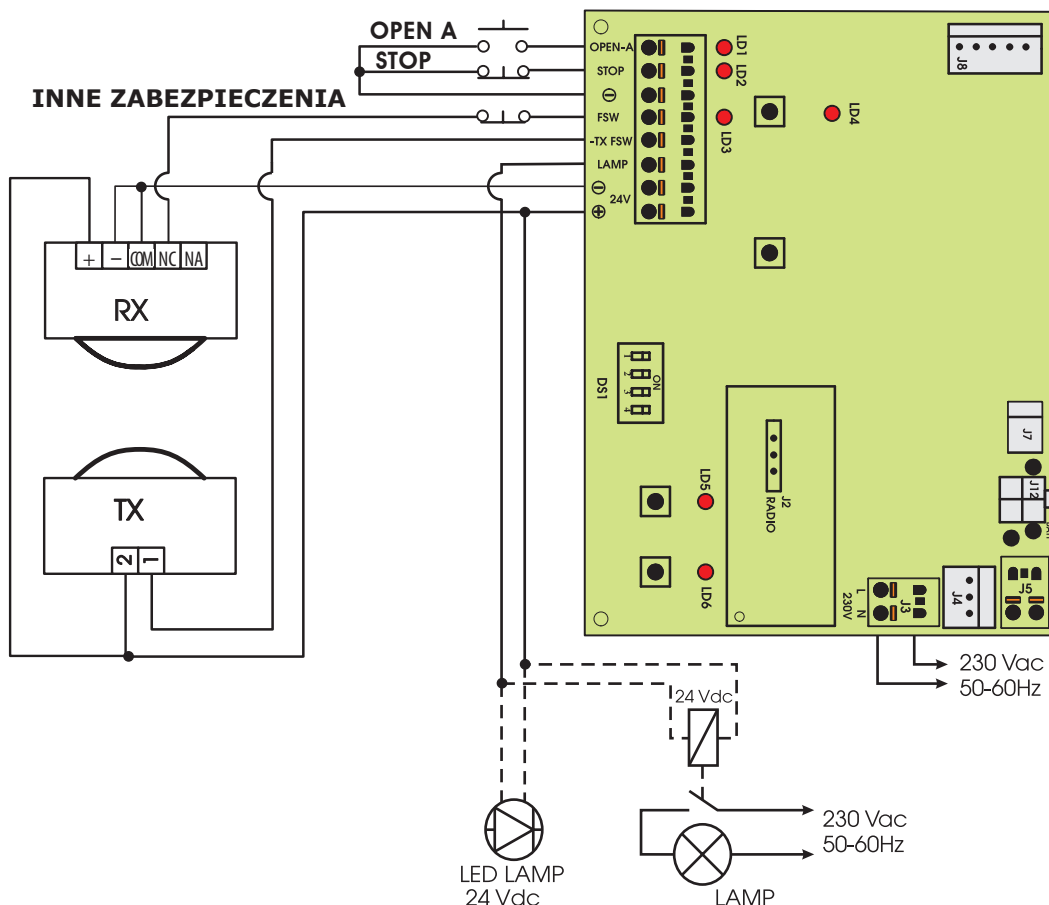 OPEN A
STOP
INNE ZABEZPIECZENIA
OPEN-A
STOP
⊖
FSW
-TX FSW
LAMP
⊖
24V
⊕
LD1
LD2
LD3
LD4
J8
+ − COM NC NA
RX
TX
2 1
DS1
1
2
3
4
ON
LD5
LD6
J2
RADIO
J7
J12
L
N
230V
J3
J4
J5
230 Vac
50-60Hz
24 Vdc
230 Vac
50-60Hz
LED LAMP
24 Vdc
LAMP